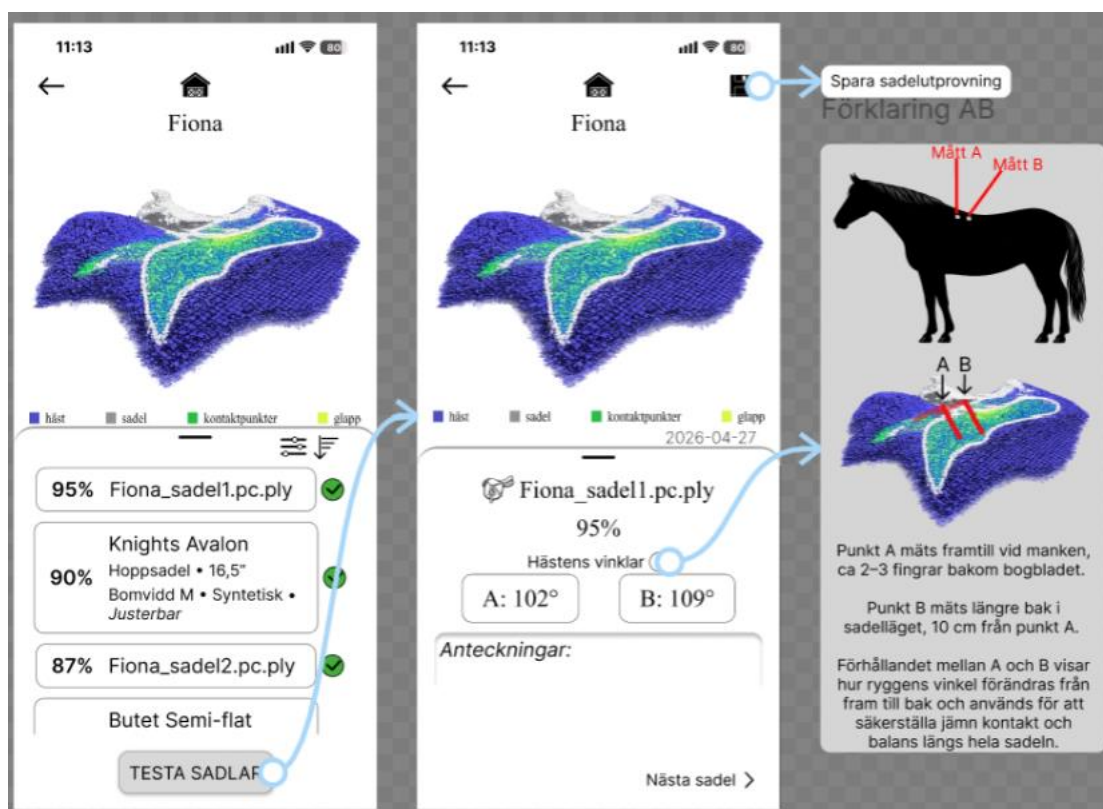 11:13
80
Fiona
häst
sadel
kontaktpunkter
glapp
95% Fiona_sadel1.pc.ply
Knights Avalon
90%
Hoppsadel • 16,5"
Bomvidd M • Syntetisk •
Justerbar
87% Fiona_sadel2.pc.ply
Butet Semi-flat
TESTA SADLAR
11:13
80
Fiona
häst
sadel
kontaktpunkter
glapp
2026-04-27
Fiona_sadel1.pc.ply
95%
Hästens vinklar
A: 102°
B: 109°
Anteckningar:
Nästa sadel >
Spara sadelutprovning
Förklaring AB
Mått A
Mått B
A B
Punkt A mäts framtill vid manken,
ca 2–3 fingrar bakom bogbladet.
Punkt B mäts längre bak i
sadelläget, 10 cm från punkt A.
Förhållandet mellan A och B visar
hur ryggens vinkel förändras från
fram till bak och används för att
säkerställa jämn kontakt och
balans längs hela sadeln.